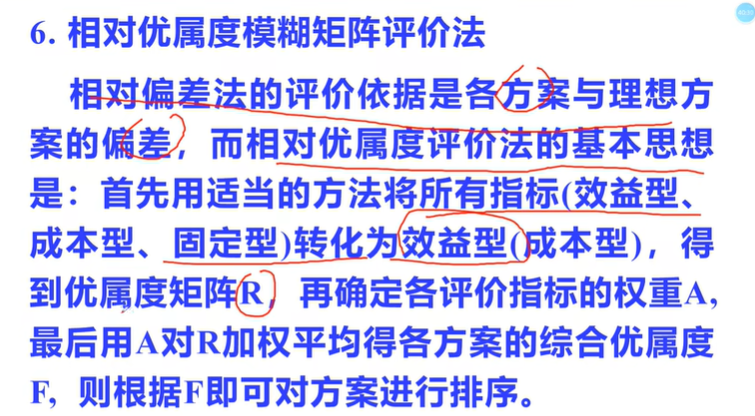 6. 相对优属度模糊矩阵评价法
相对偏差法的评价依据是各方案与理想方
案的偏差，而相对优属度评价法的基本思想
是：首先用适当的方法将所有指标(效益型、
成本型、固定型)转化为效益型(成本型)，得
到优属度矩阵R，再确定各评价指标的权重A,
最后用A对R加权平均得各方案的综合优属度
F, 则根据F即可对方案进行排序。